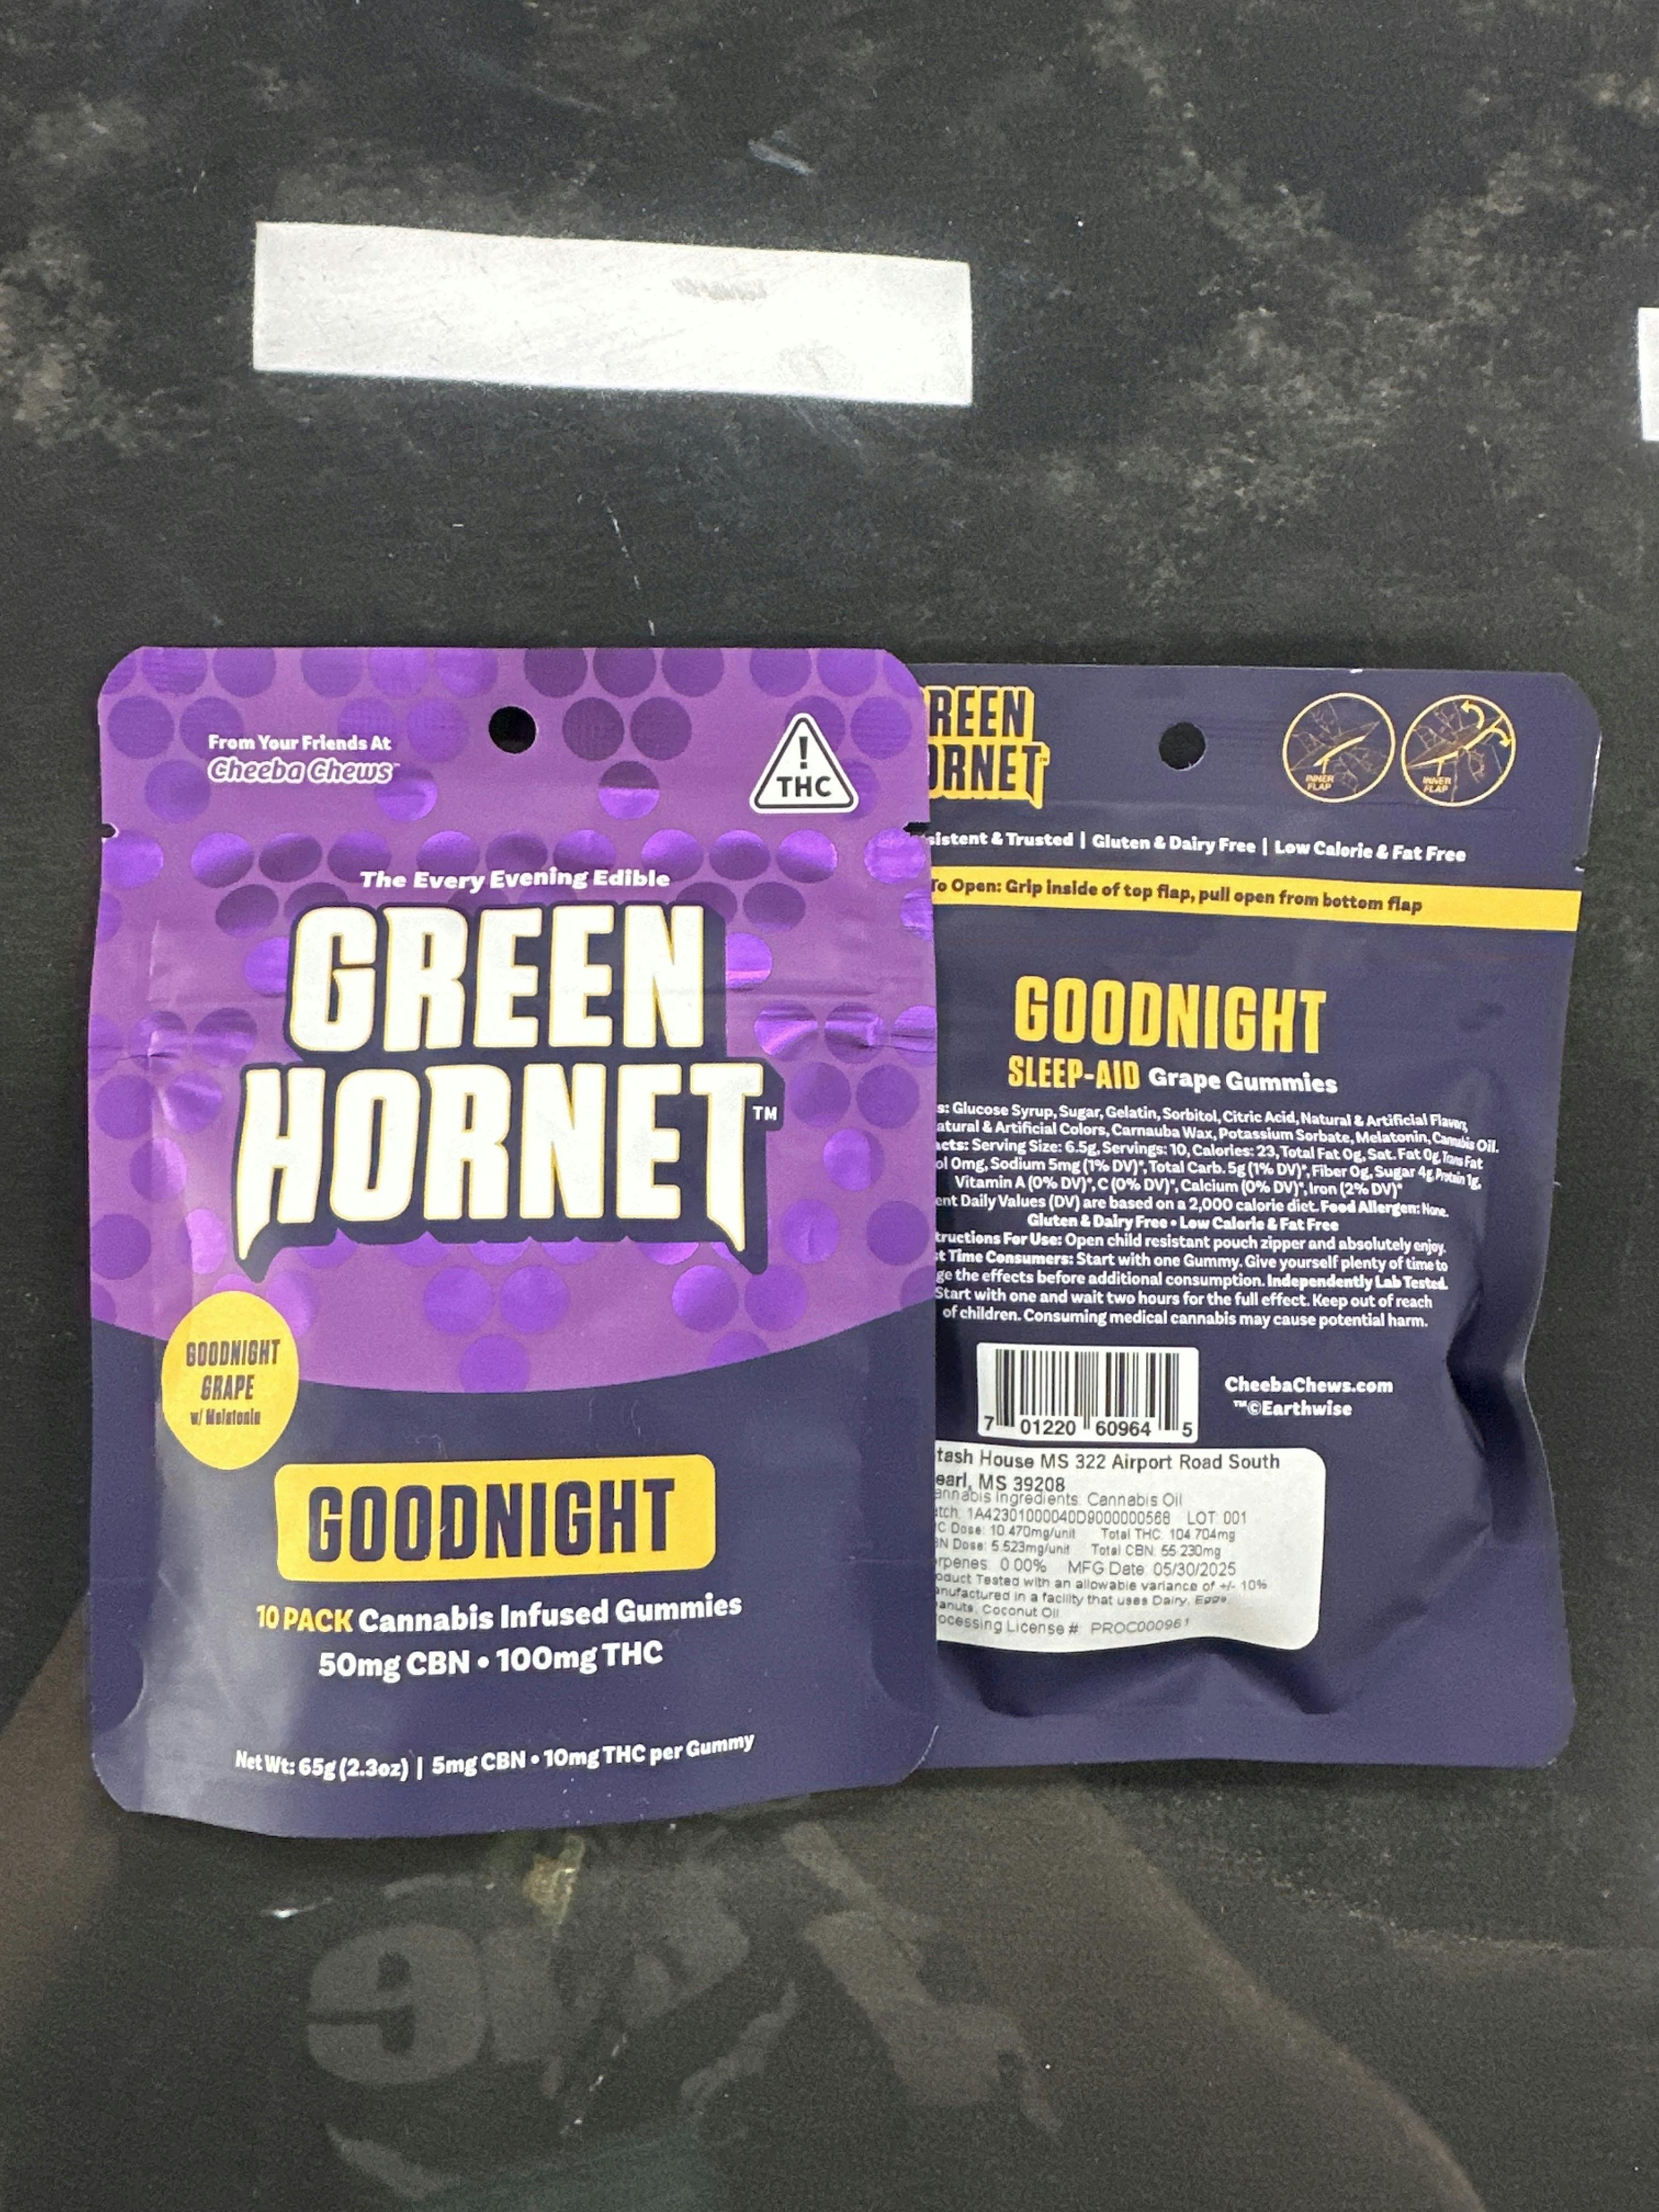 From Your Friends At
Cheeba Chews™
!
THC
The Every Evening Edible
GREEN
HORNET™
GOODNIGHT
GRAPE
w/ Melatonin
GOODNIGHT
10 PACK Cannabis Infused Gummies
50mg CBN • 100mg THC
Net Wt: 65g (2.3oz) | 5mg CBN • 10mg THC per Gummy
REEN
ORNET™
INNER
FLAP
INNER
FLAP
sistent & Trusted | Gluten & Dairy Free | Low Calorie & Fat Free
To Open: Grip inside of top flap, pull open from bottom flap
GOODNIGHT
SLEEP-AID Grape Gummies
s: Glucose Syrup, Sugar, Gelatin, Sorbitol, Citric Acid, Natural & Artificial Flavors,
atural & Artificial Colors, Carnauba Wax, Potassium Sorbate, Melatonin, Cannabis Oil.
acts: Serving Size: 6.5g, Servings: 10, Calories: 23, Total Fat 0g, Sat. Fat 0g, Trans Fat
ol 0mg, Sodium 5mg (1% DV)*, Total Carb. 5g (1% DV)*, Fiber 0g, Sugar 4g, Protein 1g,
Vitamin A (0% DV)*, C (0% DV)*, Calcium (0% DV)*, Iron (2% DV)*
ent Daily Values (DV) are based on a 2,000 calorie diet. Food Allergen: None.
Gluten & Dairy Free • Low Calorie & Fat Free
tructions For Use: Open child resistant pouch zipper and absolutely enjoy.
t Time Consumers: Start with one Gummy. Give yourself plenty of time to
ge the effects before additional consumption. Independently Lab Tested.
Start with one and wait two hours for the full effect. Keep out of reach
of children. Consuming medical cannabis may cause potential harm.
7 01220 60964 5
CheebaChews.com
™©Earthwise
tash House MS 322 Airport Road South
earl, MS 39208
annabis Ingredients: Cannabis Oil
atch: 1A42301000040D9000000568 LOT: 001
C Dose: 10.470mg/unit Total THC: 104.704mg
BN Dose: 5.523mg/unit Total CBN: 55.230mg
erpenes: 0.00% MFG Date: 05/30/2025
oduct Tested with an allowable variance of +/- 10%
anufactured in a facility that uses Dairy, Eggs,
anuts, Coconut Oil
ocessing License #: PROC000961